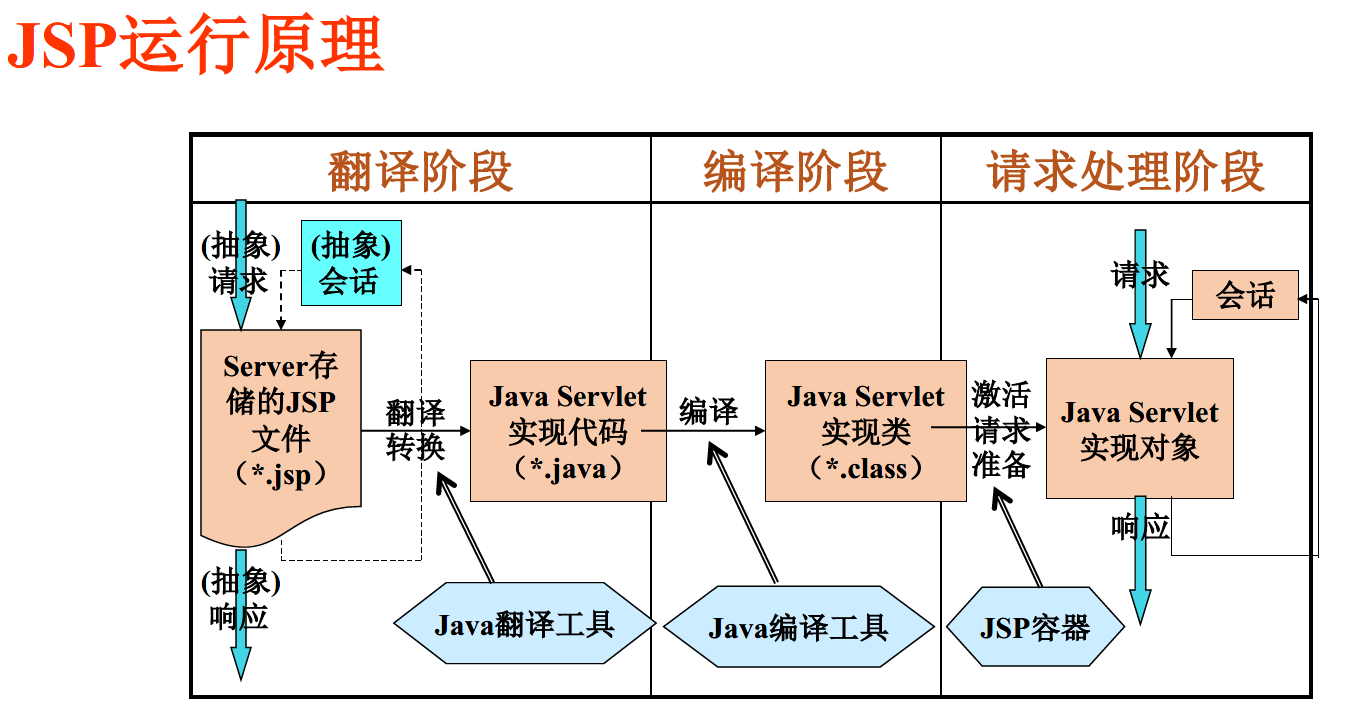 JSP运行原理
翻译阶段
编译阶段
请求处理阶段
(抽象)
请求
(抽象)
会话
Server存
储的JSP
文件
（*.jsp）
(抽象)
响应
翻译
转换
Java Servlet
实现代码
（*.java）
Java翻译工具
编译
Java编译工具
Java Servlet
实现类
（*.class）
激活
请求
准备
JSP容器
请求
会话
Java Servlet
实现对象
响应